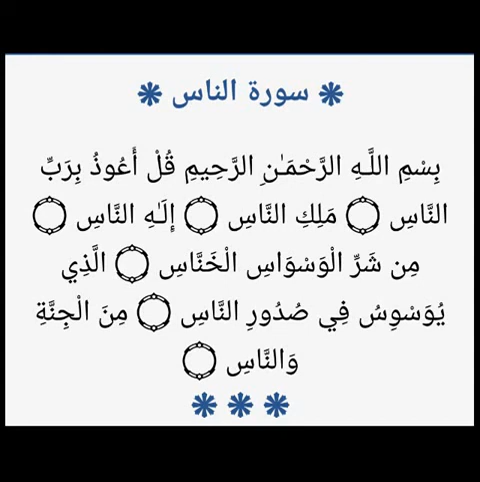 ❋ سورة الناس ❋
بِسْمِ اللَّـهِ الرَّحْمَـٰنِ الرَّحِيمِ قُلْ أَعُوذُ بِرَبِّ
النَّاسِ ۝ مَلِكِ النَّاسِ ۝ إِلَـٰهِ النَّاسِ ۝
مِن شَرِّ الْوَسْوَاسِ الْخَنَّاسِ ۝ الَّذِي
يُوَسْوِسُ فِي صُدُورِ النَّاسِ ۝ مِنَ الْجِنَّةِ
وَالنَّاسِ ۝
❋ ❋ ❋